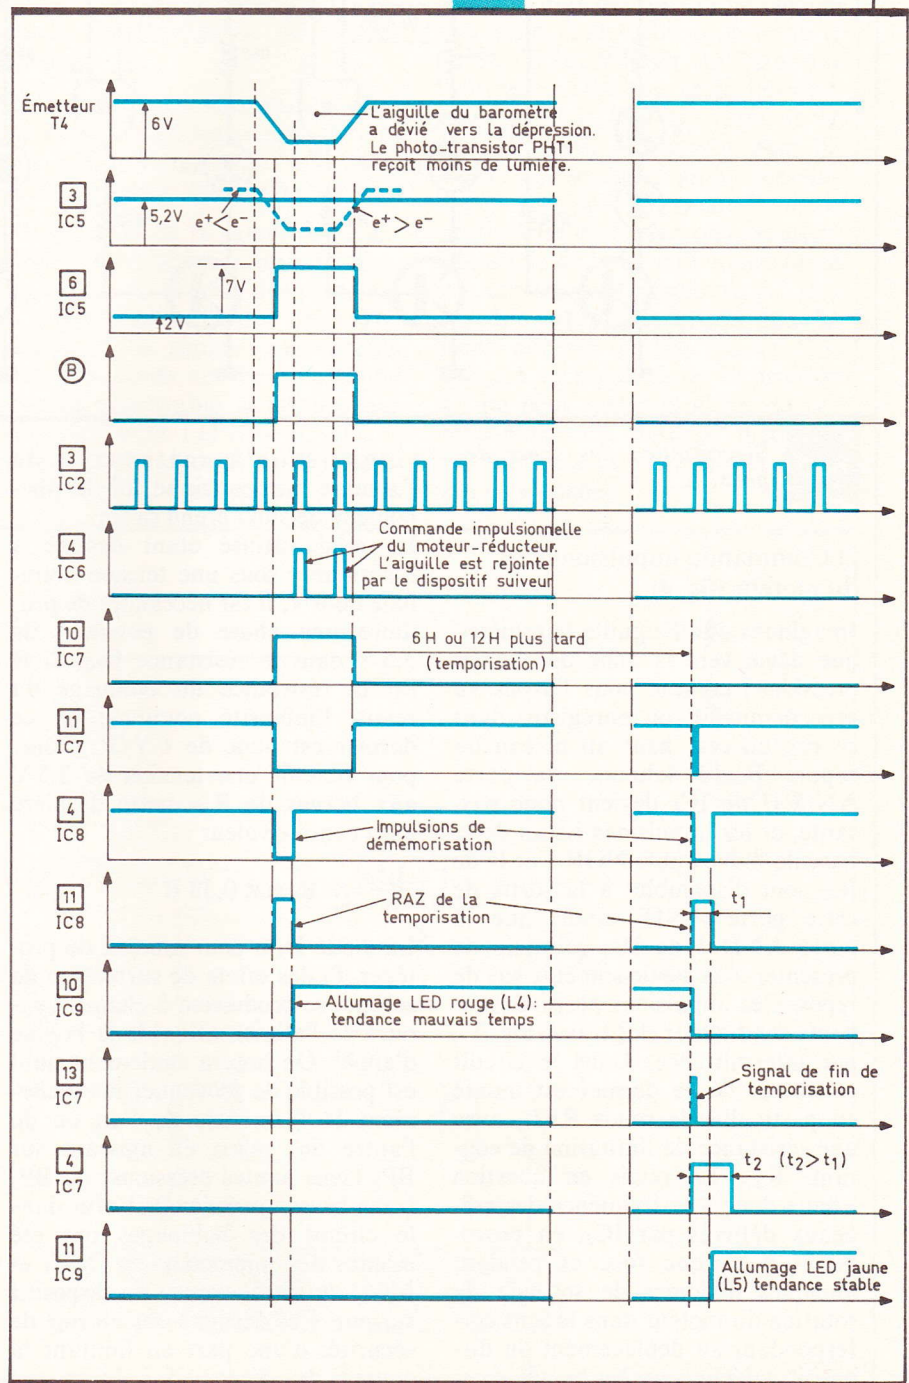 Émetteur
T4
6V
L'aiguille du baromètre
a dévié vers la dépression.
Le photo-transistor PHT1
reçoit moins de lumière.
3
IC5
5,2V
e+<e-
e+>e-
6
IC5
7V
2V
B
3
IC2
4
IC6
Commande impulsionnelle
du moteur-réducteur.
L'aiguille est rejointe
par le dispositif suiveur
10
IC7
6H ou 12H plus tard
(temporisation)
11
IC7
4
IC8
Impulsions de
démémorisation
11
IC8
RAZ de la
temporisation
t1
10
IC9
Allumage LED rouge (L4):
tendance mauvais temps
13
IC7
Signal de fin de
temporisation
4
IC7
t2 (t2>t1)
11
IC9
Allumage LED jaune
(L5) tendance stable